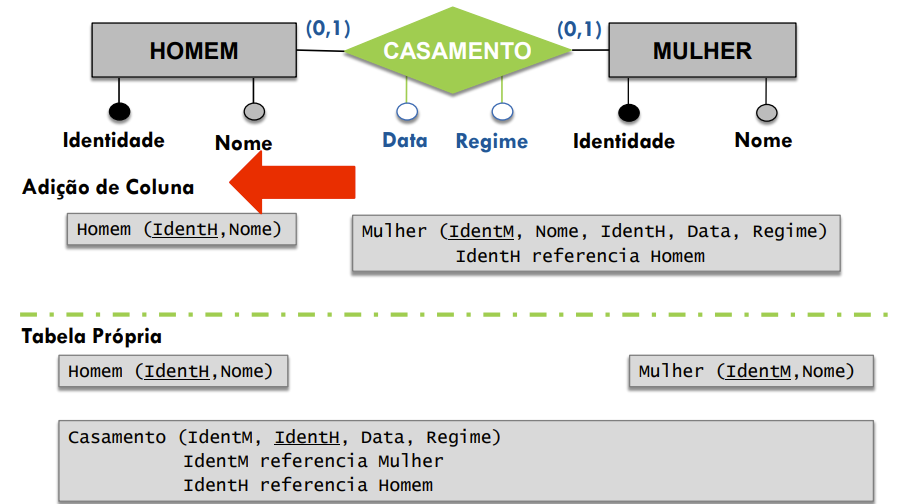 (0,1) (0,1)
HOMEM CASAMENTO MULHER
Identidade Nome Data Regime Identidade Nome
Adição de Coluna
Homem (IdentH,Nome)
Mulher (IdentM, Nome, IdentH, Data, Regime)
IdentH referencia Homem
Tabela Própria
Homem (IdentH,Nome) Mulher (IdentM,Nome)
Casamento (IdentM, IdentH, Data, Regime)
IdentM referencia Mulher
IdentH referencia Homem